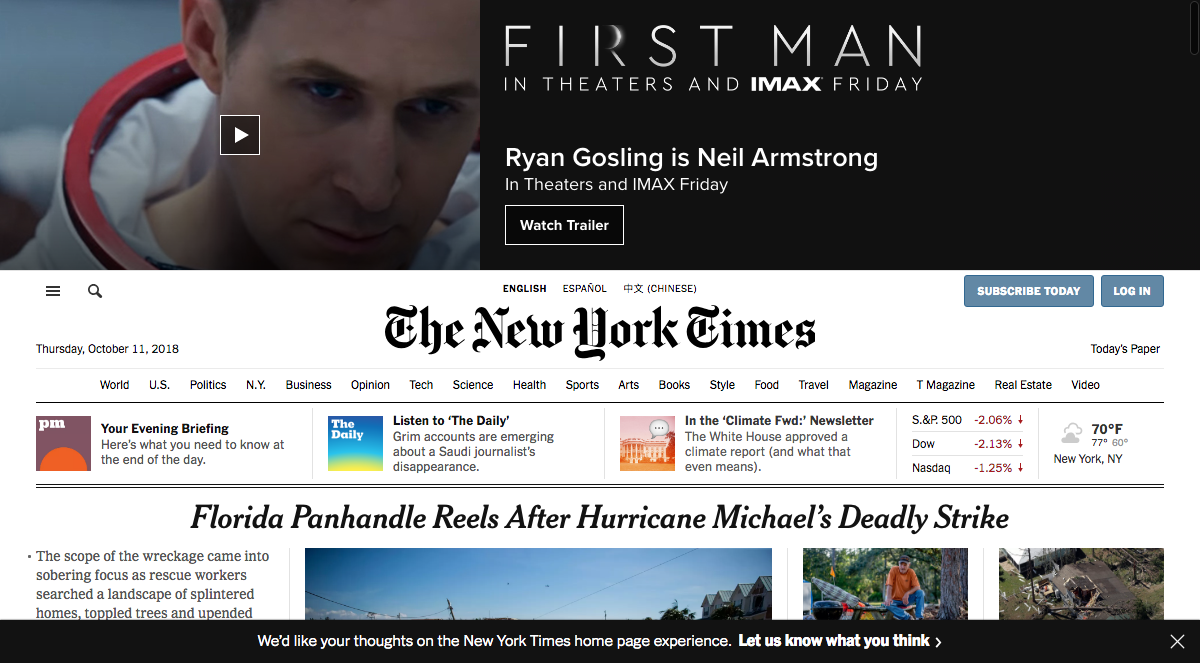 FIRST MAN
IN THEATERS AND IMAX FRIDAY
Ryan Gosling is Neil Armstrong
In Theaters and IMAX Friday
Watch Trailer
ENGLISH ESPAÑOL 中文 (CHINESE)
SUBSCRIBE TODAY LOG IN
The New York Times
Thursday, October 11, 2018
Today's Paper
World U.S. Politics N.Y. Business Opinion Tech Science Health Sports Arts Books Style Food Travel Magazine T Magazine Real Estate Video
pm
Your Evening Briefing
Here's what you need to know at
the end of the day.
The
Daily
Listen to ‘The Daily’
Grim accounts are emerging
about a Saudi journalist's
disappearance.
In the ‘Climate Fwd:’ Newsletter
The White House approved a
climate report (and what that
even means).
S.&P. 500 -2.06% ↓
Dow -2.13% ↓
Nasdaq -1.25% ↓
70°F
77° 60°
New York, NY
Florida Panhandle Reels After Hurricane Michael’s Deadly Strike
• The scope of the wreckage came into
sobering focus as rescue workers
searched a landscape of splintered
homes, toppled trees and upended
We’d like your thoughts on the New York Times home page experience. Let us know what you think ›